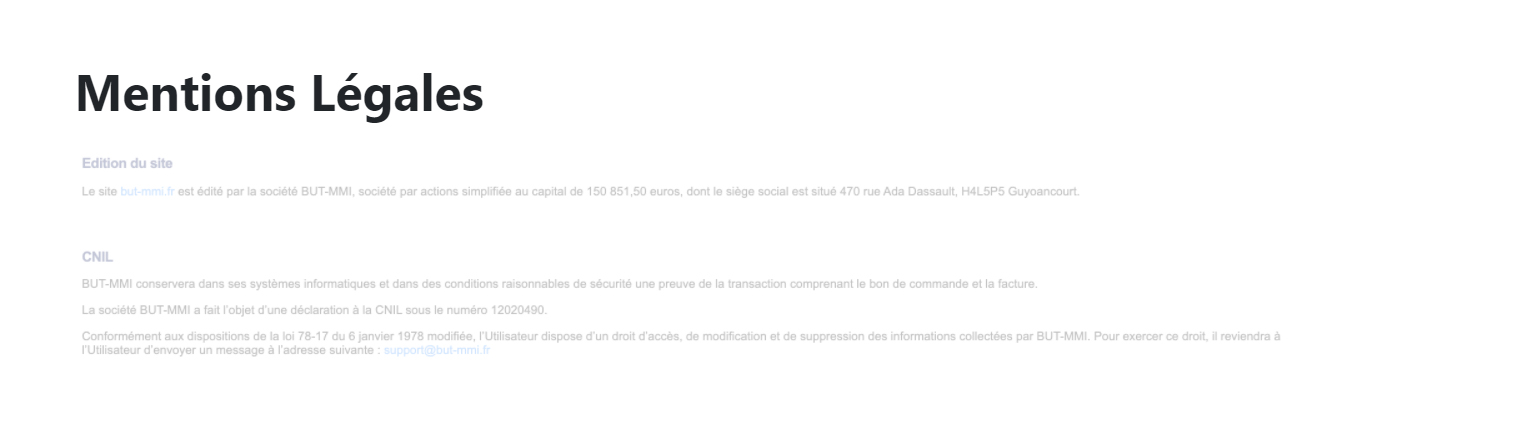 Mentions Légales
Edition du site
Le site but-mmi.fr est édité par la société BUT-MMI, société par actions simplifiée au capital de 150 851,50 euros, dont le siège social est situé 470 rue Ada Dassault, H4L5P5 Guyoancourt.
CNIL
BUT-MMI conservera dans ses systèmes informatiques et dans des conditions raisonnables de sécurité une preuve de la transaction comprenant le bon de commande et la facture.
La société BUT-MMI a fait l’objet d’une déclaration à la CNIL sous le numéro 12020490.
Conformément aux dispositions de la loi 78-17 du 6 janvier 1978 modifiée, l’Utilisateur dispose d’un droit d’accès, de modification et de suppression des informations collectées par BUT-MMI. Pour exercer ce droit, il reviendra à
l’Utilisateur d’envoyer un message à l’adresse suivante : support@but-mmi.fr